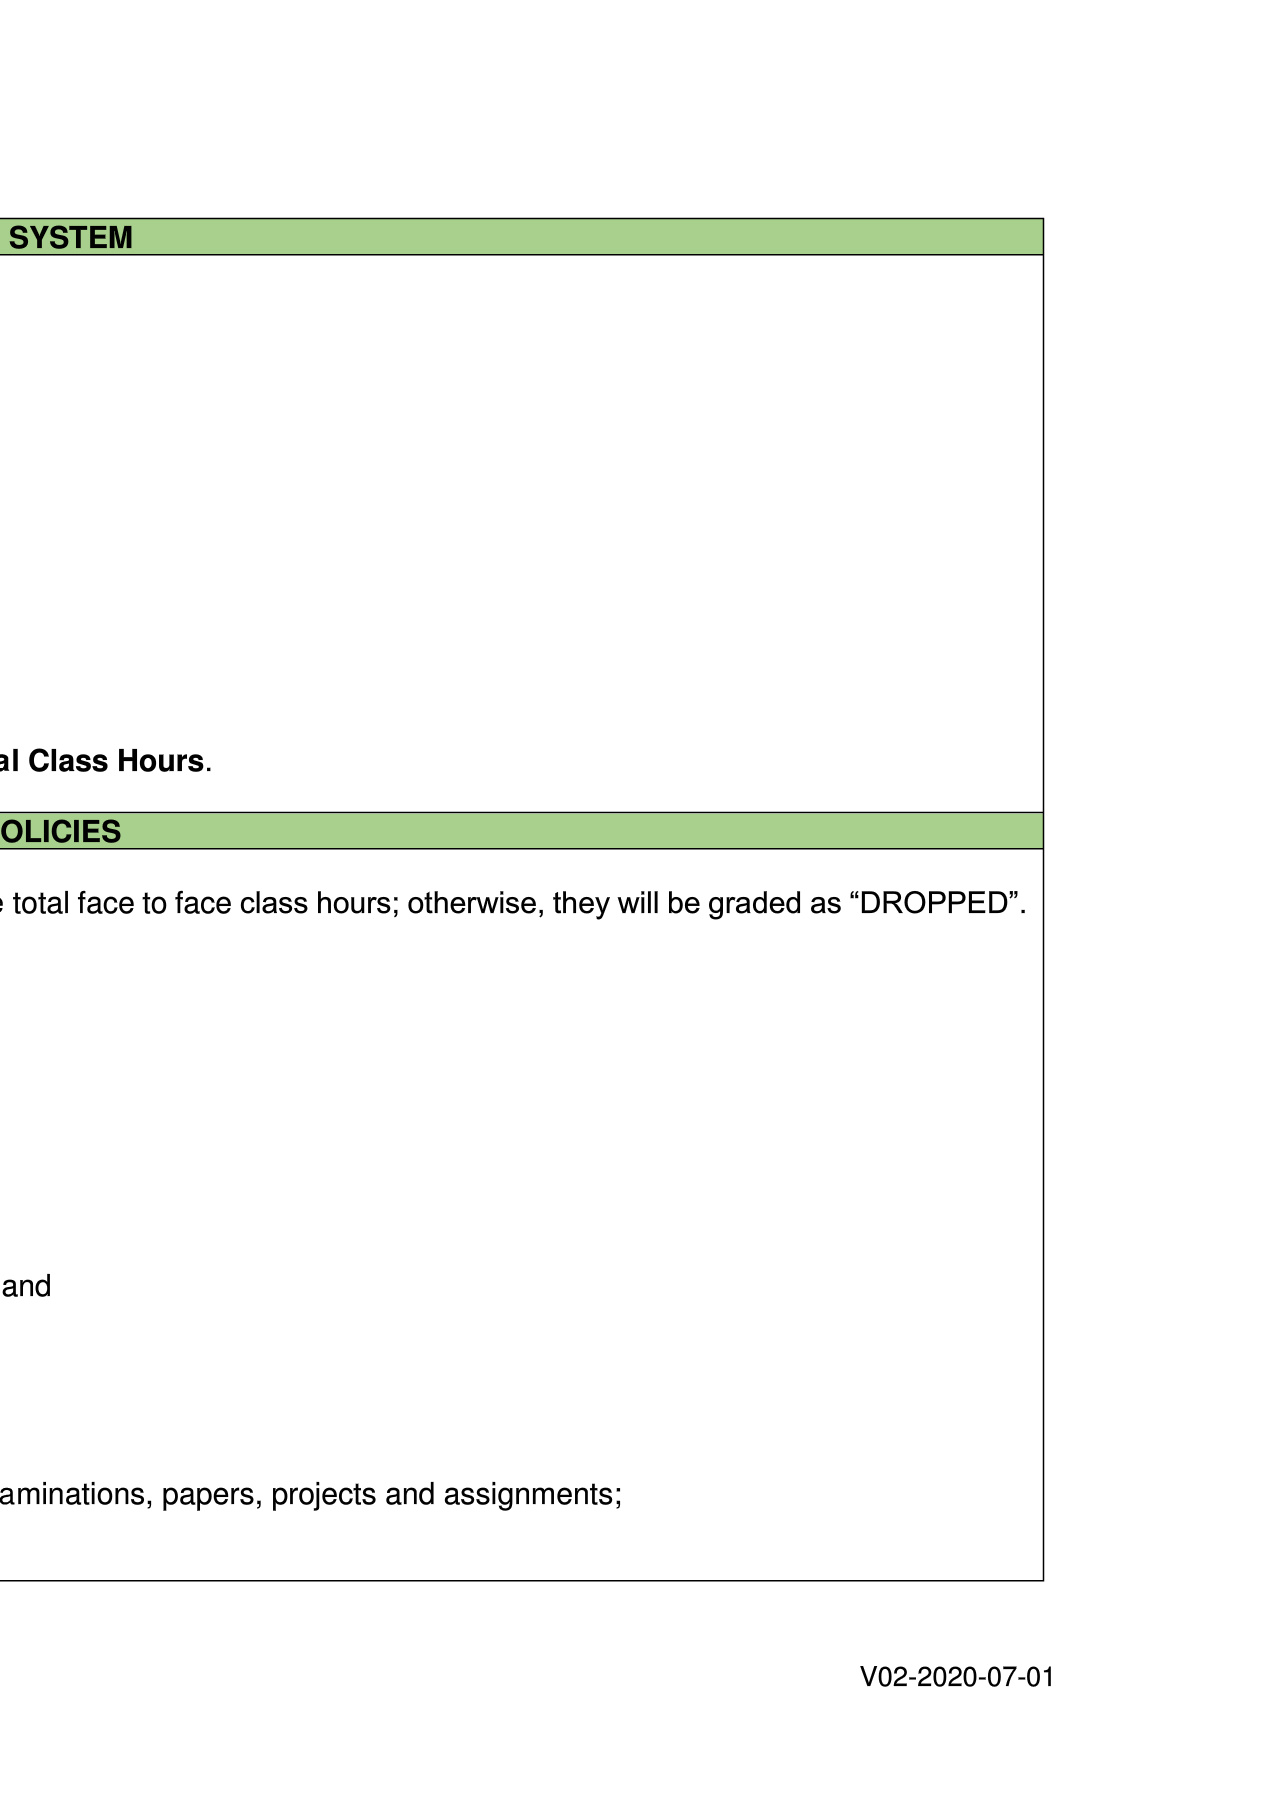 SYSTEM
al Class Hours.
OLICIES
total face to face class hours; otherwise, they will be graded as “DROPPED”.
and
aminations, papers, projects and assignments;
V02-2020-07-01